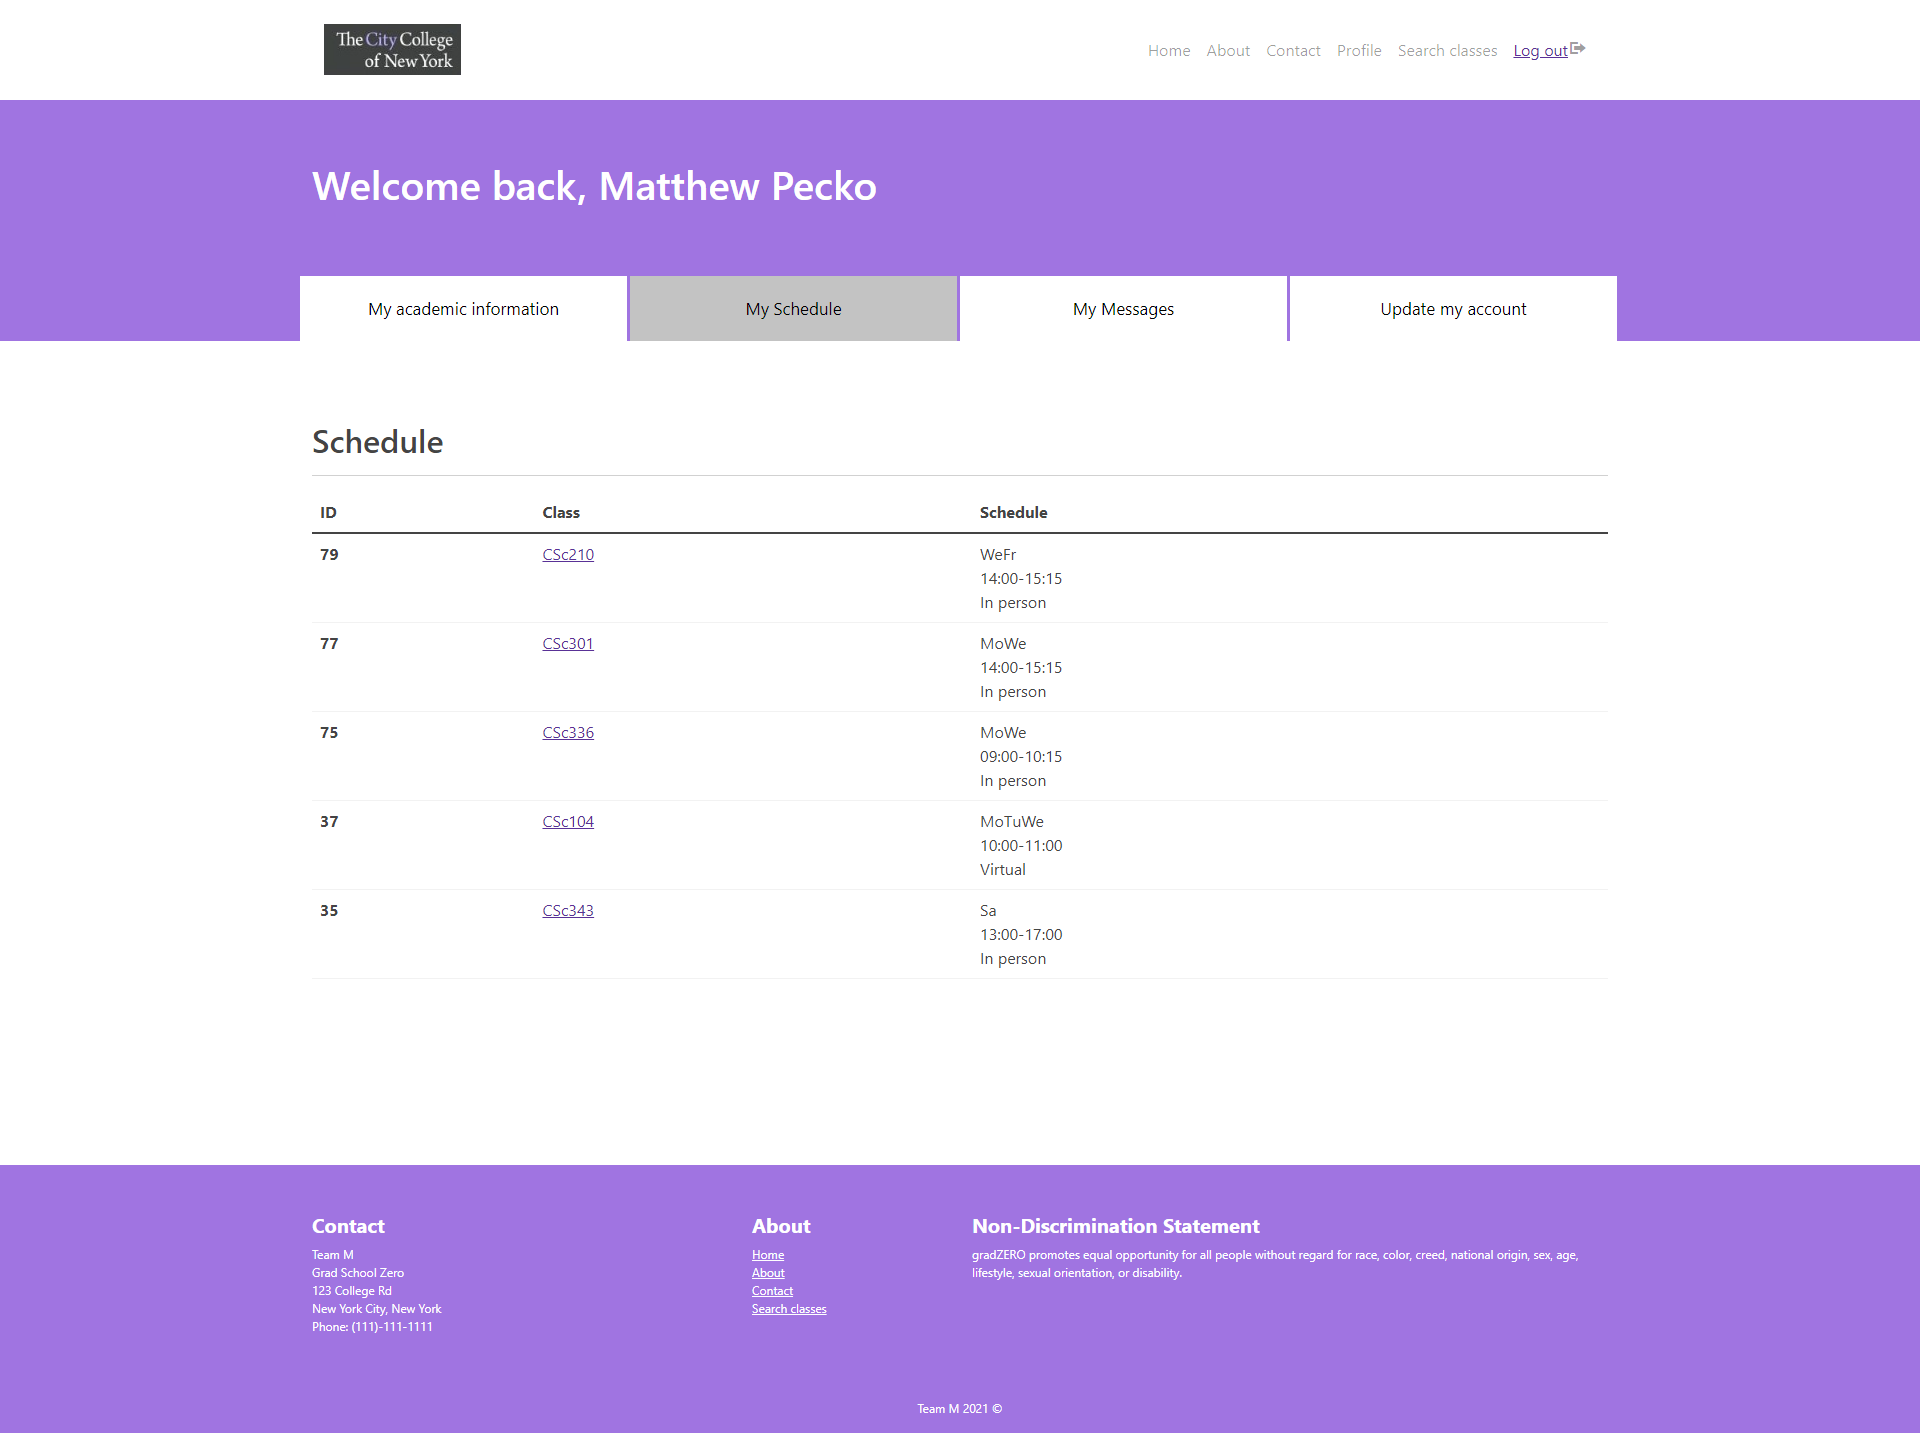 The City College
of New York
Home About Contact Profile Search classes Log out
Welcome back, Matthew Pecko
My academic information My Schedule My Messages Update my account
Schedule
ID Class Schedule
79 CSc210 WeFr
14:00-15:15
In person
77 CSc301 MoWe
14:00-15:15
In person
75 CSc336 MoWe
09:00-10:15
In person
37 CSc104 MoTuWe
10:00-11:00
Virtual
35 CSc343 Sa
13:00-17:00
In person
Contact
Team M
Grad School Zero
123 College Rd
New York City, New York
Phone: (111)-111-1111
About
Home
About
Contact
Search classes
Non-Discrimination Statement
gradZERO promotes equal opportunity for all people without regard for race, color, creed, national origin, sex, age,
lifestyle, sexual orientation, or disability.
Team M 2021 ©